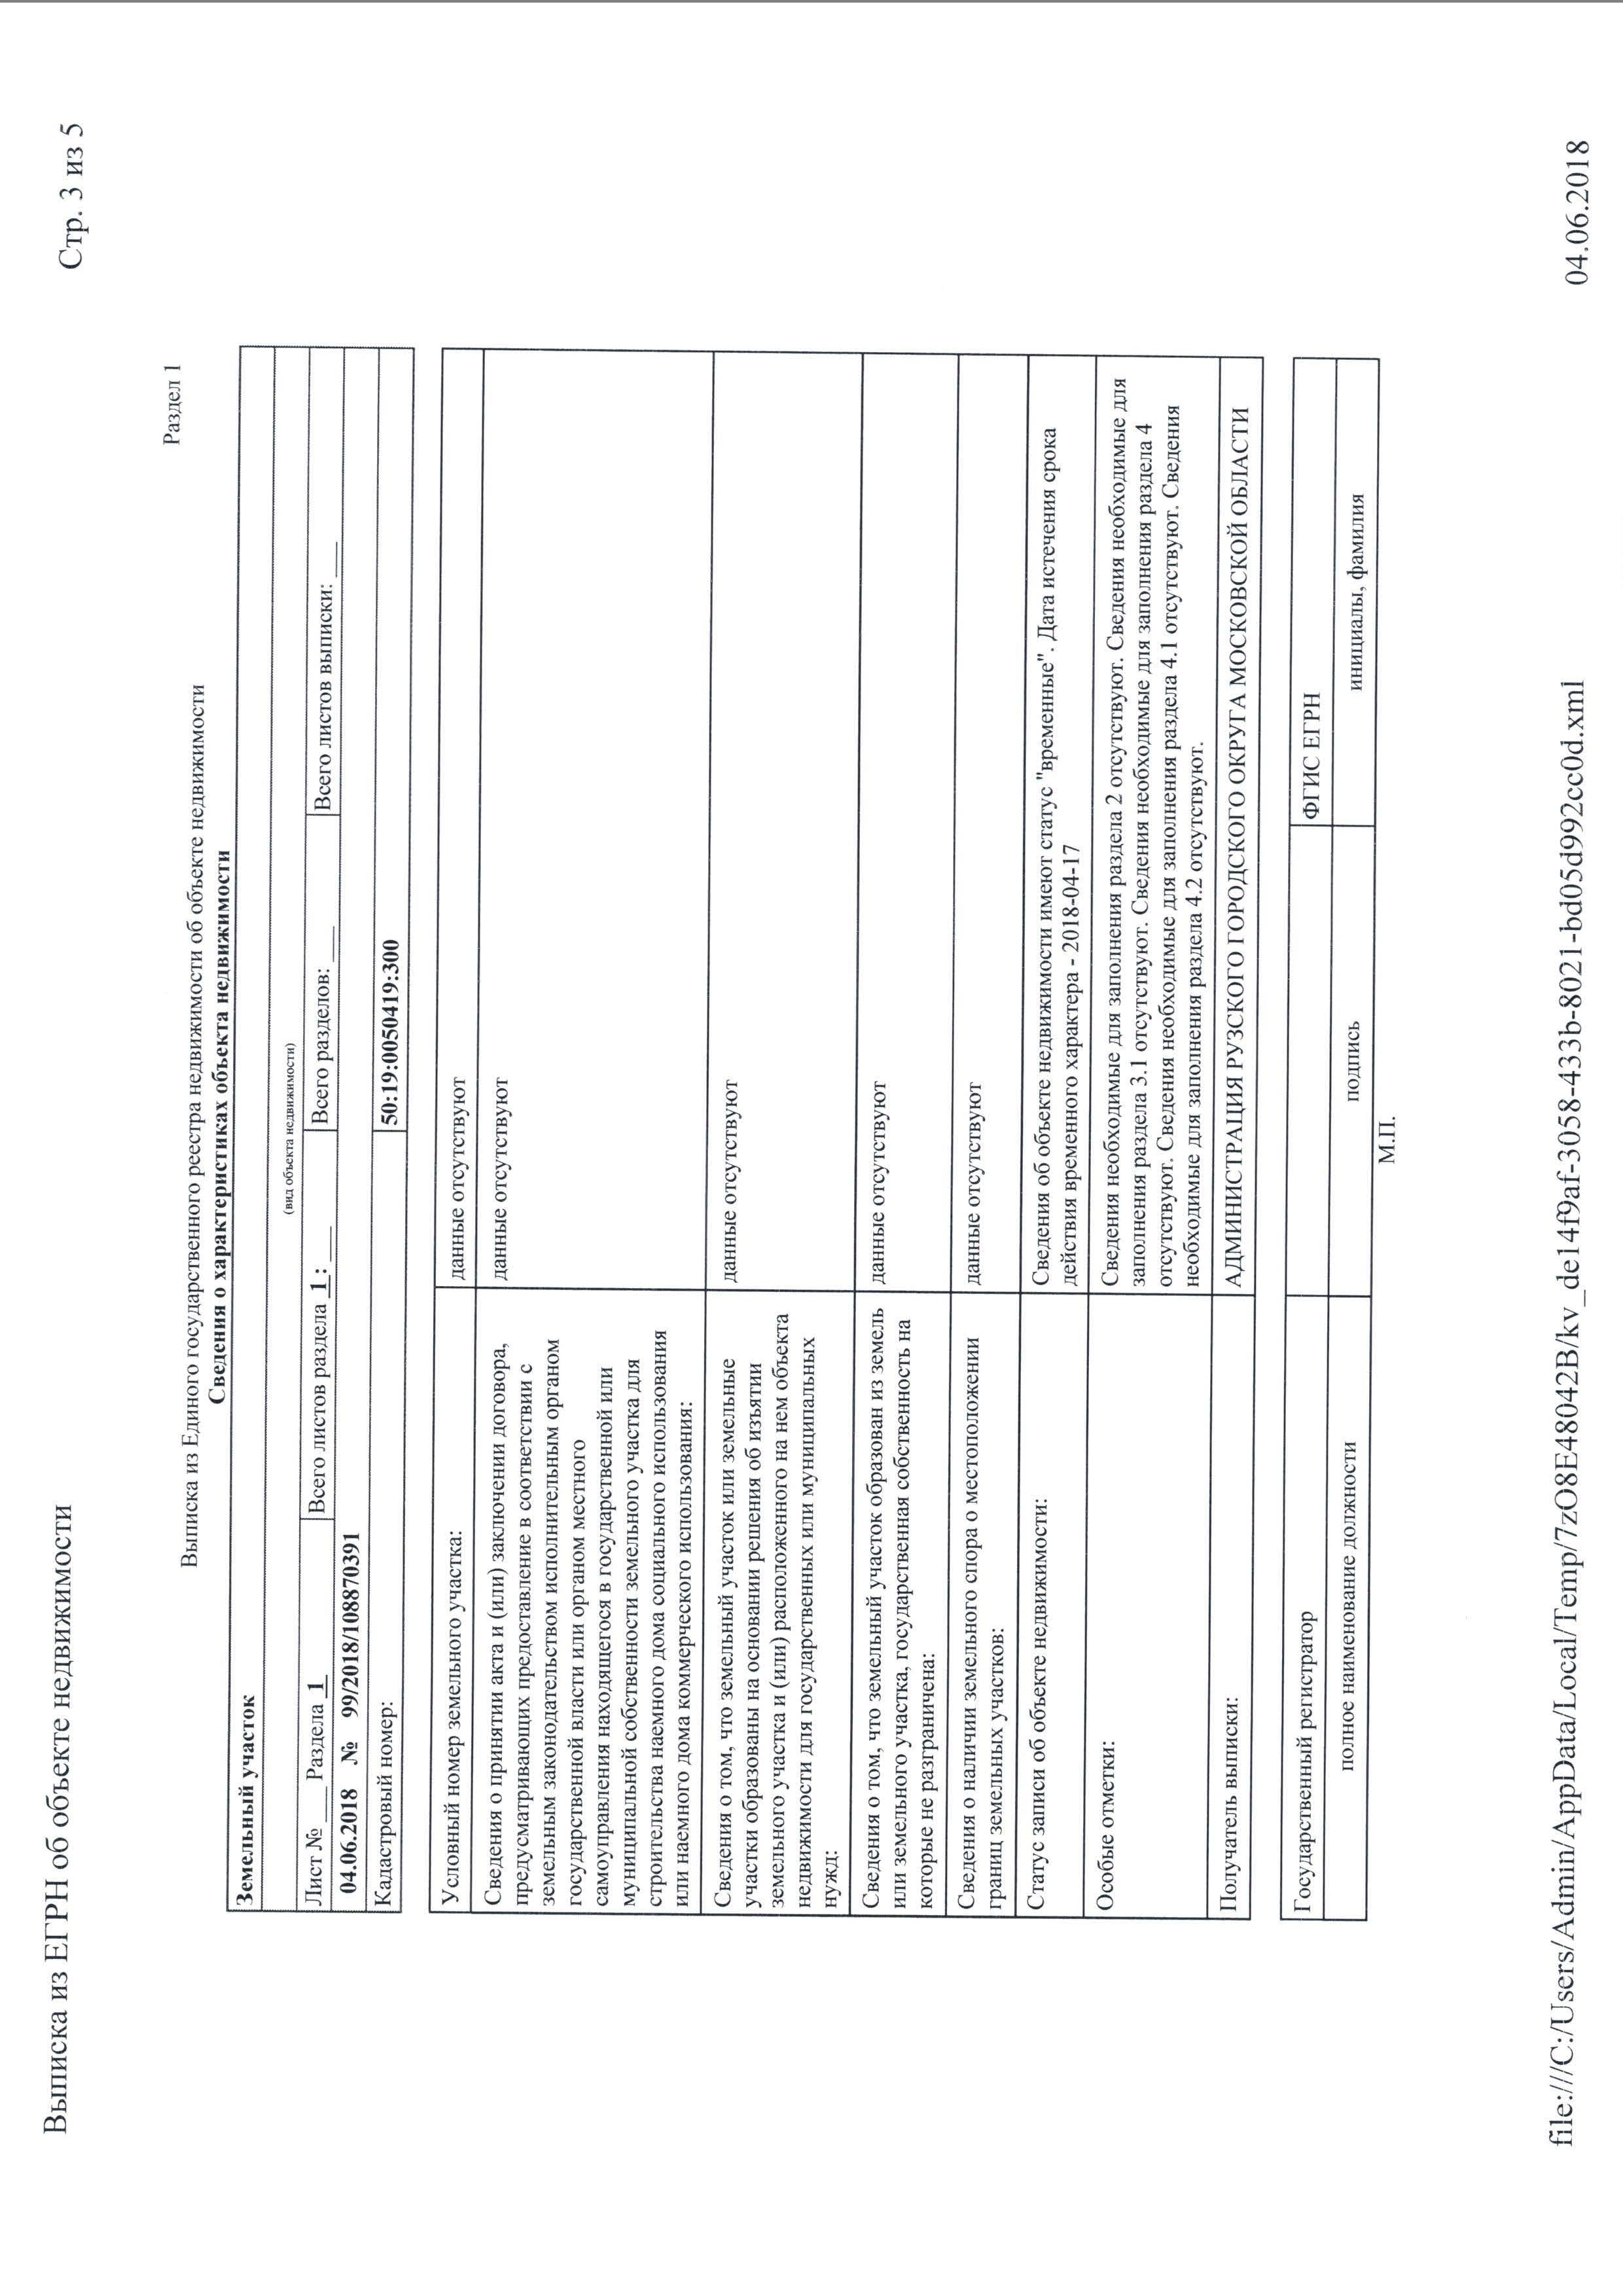 Выписка из ЕГРН об объекте недвижимости
Стр. 3 из 5
Раздел 1
Выписка из Единого государственного реестра недвижимости об объекте недвижимости
Сведения о характеристиках объекта недвижимости
Земельный участок
(вид объекта недвижимости)
Лист № ___ Раздела 1
Всего листов раздела 1 : ___
Всего разделов: ___
Всего листов выписки: ___
04.06.2018 № 99/2018/108870391
Кадастровый номер:
50:19:0050419:300
Условный номер земельного участка:
данные отсутствуют
Сведения о принятии акта и (или) заключении договора,
предусматривающих предоставление в соответствии с
земельным законодательством исполнительным органом
государственной власти или органом местного
самоуправления находящегося в государственной или
муниципальной собственности земельного участка для
строительства наемного дома социального использования
или наемного дома коммерческого использования:
данные отсутствуют
Сведения о том, что земельный участок или земельные
участки образованы на основании решения об изъятии
земельного участка и (или) расположенного на нем объекта
недвижимости для государственных или муниципальных
нужд:
данные отсутствуют
Сведения о том, что земельный участок образован из земель
или земельного участка, государственная собственность на
которые не разграничена:
данные отсутствуют
Сведения о наличии земельного спора о местоположении
границ земельных участков:
данные отсутствуют
Статус записи об объекте недвижимости:
Сведения об объекте недвижимости имеют статус "временные". Дата истечения срока
действия временного характера - 2018-04-17
Особые отметки:
Сведения необходимые для заполнения раздела 2 отсутствуют. Сведения необходимые для
заполнения раздела 3.1 отсутствуют. Сведения необходимые для заполнения раздела 4
отсутствуют. Сведения необходимые для заполнения раздела 4.1 отсутствуют. Сведения
необходимые для заполнения раздела 4.2 отсутствуют.
Получатель выписки:
АДМИНИСТРАЦИЯ РУЗСКОГО ГОРОДСКОГО ОКРУГА МОСКОВСКОЙ ОБЛАСТИ
Государственный регистратор
ФГИС ЕГРН
полное наименование должности
подпись
инициалы, фамилия
М.П.
file:///C:/Users/Admin/AppData/Local/Temp/7zO8E48042B/kv_de14f9af-3058-433b-8021-bd05d992cc0d.xml
04.06.2018